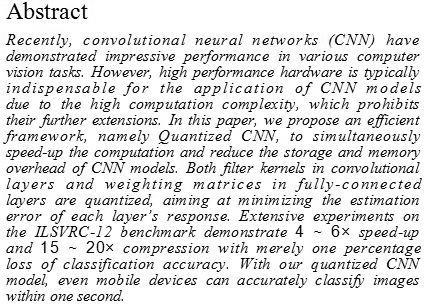 Abstract
Recently, convolutional neural networks (CNN) have
demonstrated impressive performance in various computer
vision tasks. However, high performance hardware is typically
indispensable for the application of CNN models
due to the high computation complexity, which prohibits
their further extensions. In this paper, we propose an efficient
framework, namely Quantized CNN, to simultaneously
speed-up the computation and reduce the storage and memory
overhead of CNN models. Both filter kernels in convolutional
layers and weighting matrices in fully-connected
layers are quantized, aiming at minimizing the estimation
error of each layer's response. Extensive experiments on
the ILSVRC-12 benchmark demonstrate 4 ~ 6× speed-up
and 15 ~ 20× compression with merely one percentage
loss of classification accuracy. With our quantized CNN
model, even mobile devices can accurately classify images
within one second.